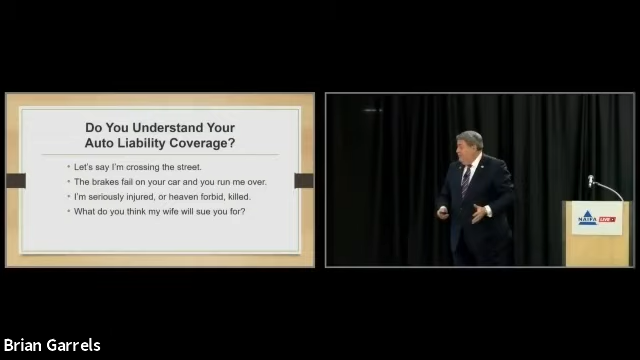 Do You Understand Your
Auto Liability Coverage?
• Let's say I'm crossing the street.
• The brakes fail on your car and you run me over.
• I'm seriously injured, or heaven forbid, killed.
• What do you think my wife will sue you for?
NAIFA LIVE
Brian Garrels